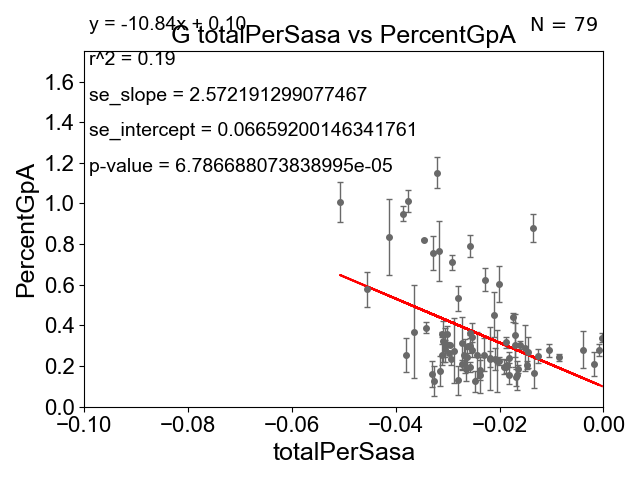 y = -10.84x + 0.10
N = 79
G totalPerSasa vs PercentGpA
r^2 = 0.19
se_slope = 2.572191299077467
se_intercept = 0.06659200146341761
p-value = 6.786688073838995e-05
PercentGpA
1.6
1.4
1.2
1.0
0.8
0.6
0.4
0.2
0.0
−0.10
−0.08
−0.06
−0.04
−0.02
0.00
totalPerSasa